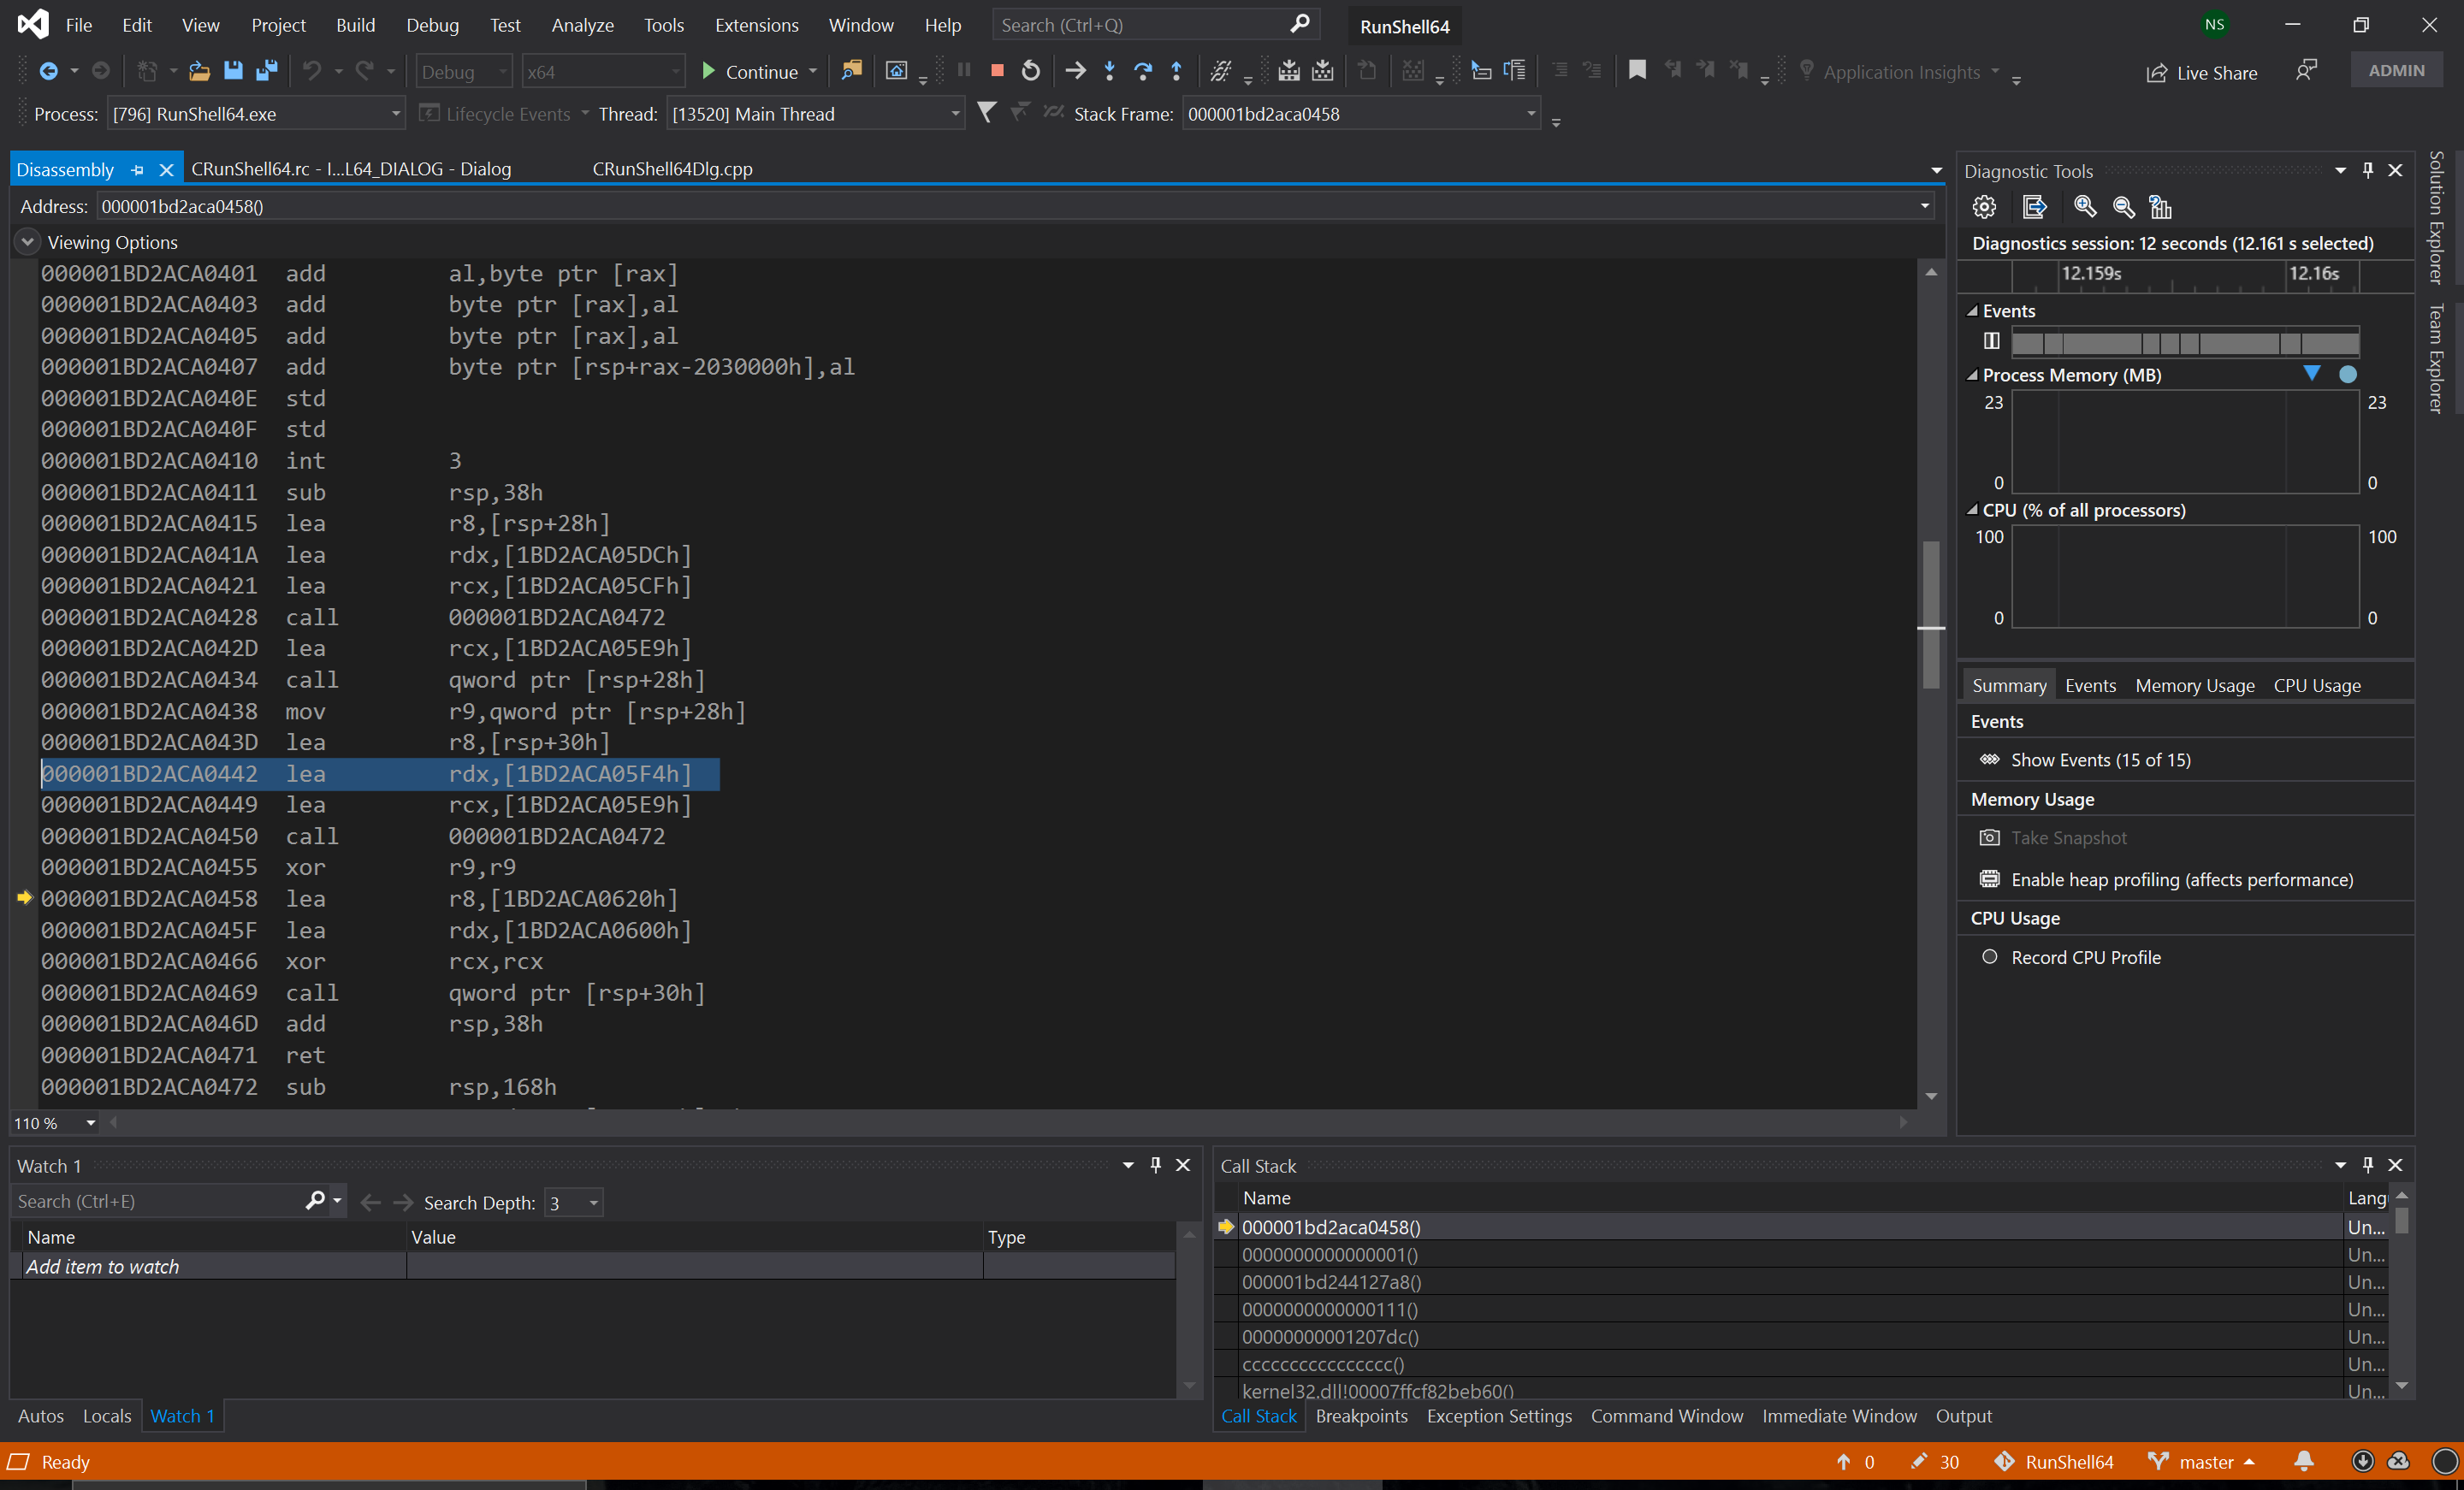 File Edit View Project Build Debug Test Analyze Tools Extensions Window Help Search (Ctrl+Q) RunShell64 NS
Debug x64 Continue Application Insights Live Share ADMIN
Process: [796] RunShell64.exe Lifecycle Events Thread: [13520] Main Thread Stack Frame: 000001bd2aca0458
Disassembly CRunShell64.rc - I...L64_DIALOG - Dialog CRunShell64Dlg.cpp
Address: 000001bd2aca0458()
Viewing Options
000001BD2ACA0401 add al,byte ptr [rax]
000001BD2ACA0403 add byte ptr [rax],al
000001BD2ACA0405 add byte ptr [rax],al
000001BD2ACA0407 add byte ptr [rsp+rax-2030000h],al
000001BD2ACA040E std
000001BD2ACA040F std
000001BD2ACA0410 int 3
000001BD2ACA0411 sub rsp,38h
000001BD2ACA0415 lea r8,[rsp+28h]
000001BD2ACA041A lea rdx,[1BD2ACA05DCh]
000001BD2ACA0421 lea rcx,[1BD2ACA05CFh]
000001BD2ACA0428 call 000001BD2ACA0472
000001BD2ACA042D lea rcx,[1BD2ACA05E9h]
000001BD2ACA0434 call qword ptr [rsp+28h]
000001BD2ACA0438 mov r9,qword ptr [rsp+28h]
000001BD2ACA043D lea r8,[rsp+30h]
000001BD2ACA0442 lea rdx,[1BD2ACA05F4h]
000001BD2ACA0449 lea rcx,[1BD2ACA05E9h]
000001BD2ACA0450 call 000001BD2ACA0472
000001BD2ACA0455 xor r9,r9
000001BD2ACA0458 lea r8,[1BD2ACA0620h]
000001BD2ACA045F lea rdx,[1BD2ACA0600h]
000001BD2ACA0466 xor rcx,rcx
000001BD2ACA0469 call qword ptr [rsp+30h]
000001BD2ACA046D add rsp,38h
000001BD2ACA0471 ret
000001BD2ACA0472 sub rsp,168h
110 %
Diagnostic Tools
Diagnostics session: 12 seconds (12.161 s selected)
12.159s 12.16s
Events
Process Memory (MB)
23 23
0 0
CPU (% of all processors)
100 100
0 0
Summary Events Memory Usage CPU Usage
Events
Show Events (15 of 15)
Memory Usage
Take Snapshot
Enable heap profiling (affects performance)
CPU Usage
Record CPU Profile
Solution Explorer
Team Explorer
Watch 1
Search (Ctrl+E) Search Depth: 3
Name Value Type
Add item to watch
Autos Locals Watch 1
Call Stack
Name Langu
000001bd2aca0458() Un...
0000000000000001() Un...
000001bd244127a8() Un...
0000000000000111() Un...
00000000001207dc() Un...
cccccccccccccccc() Un...
kernel32.dll!00007ffcf82beb60() Un...
Call Stack Breakpoints Exception Settings Command Window Immediate Window Output
Ready 0 30 RunShell64 master